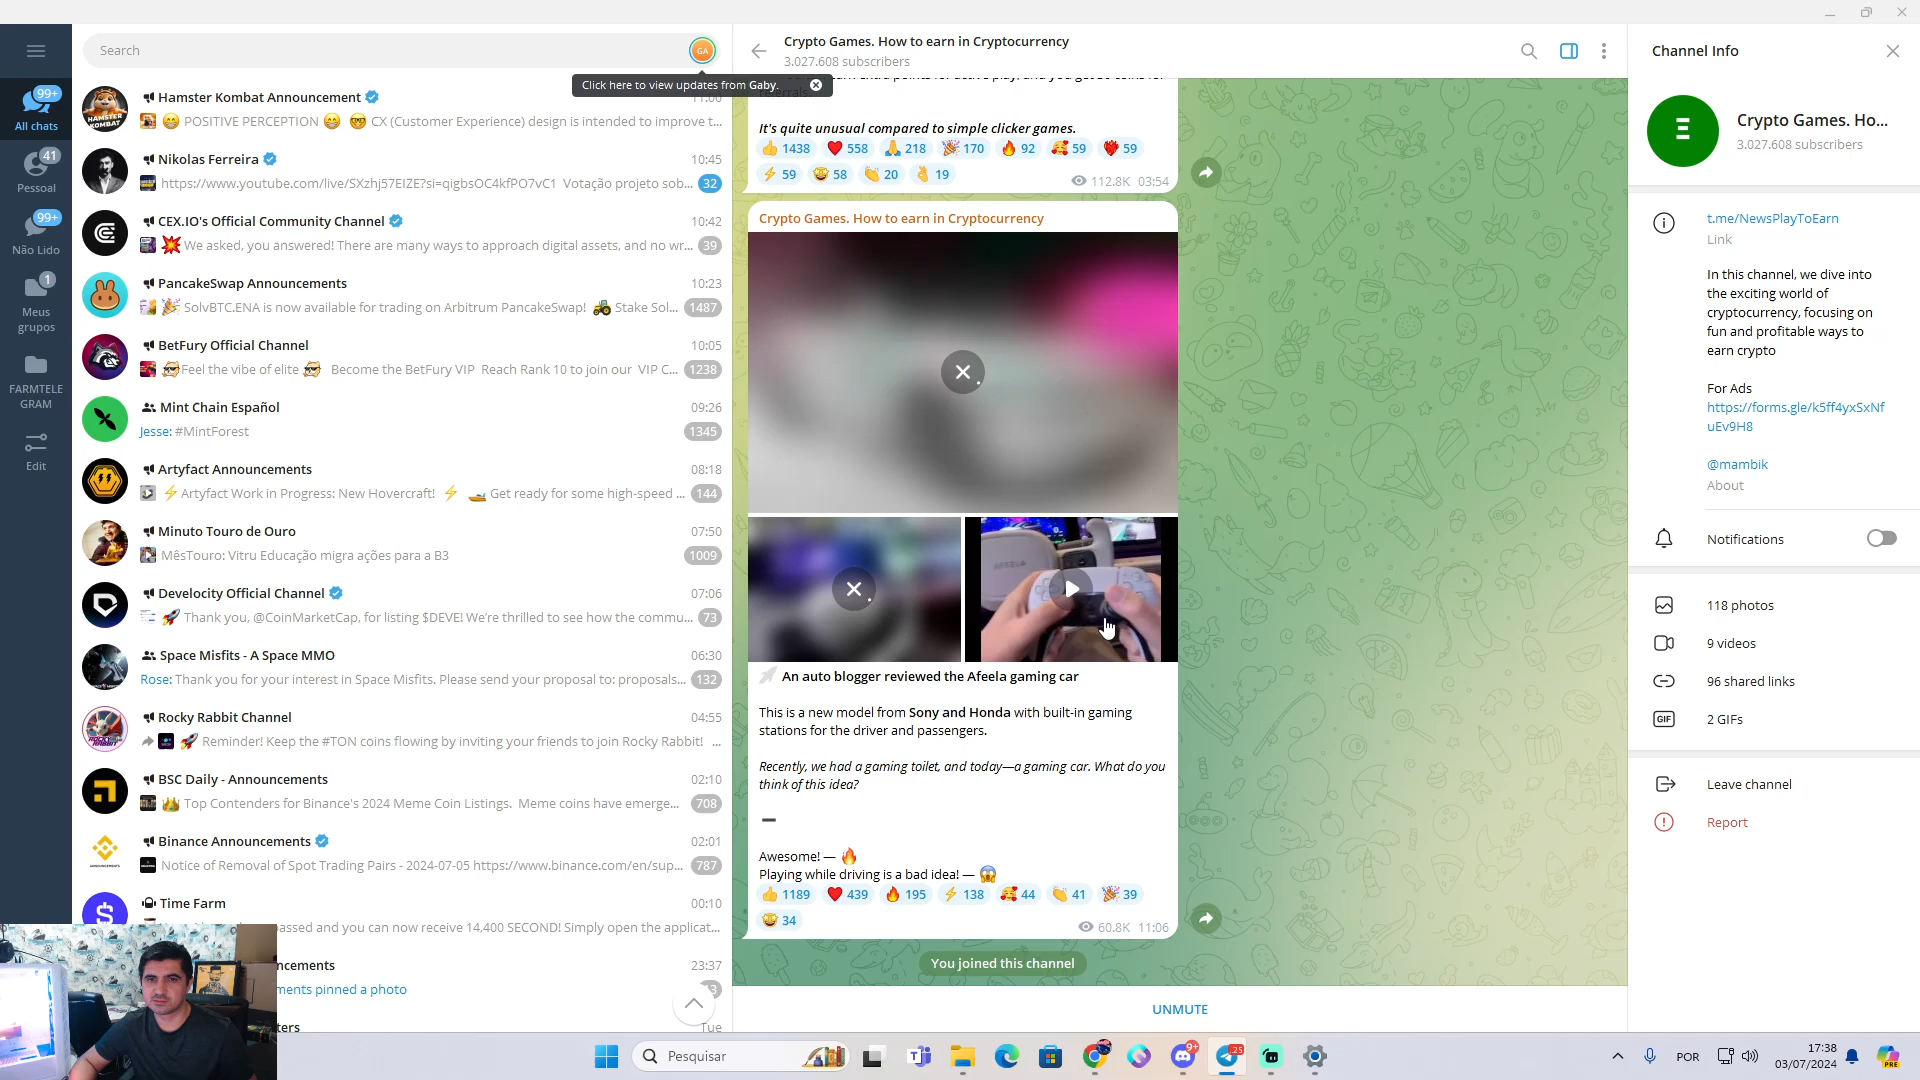 Search
GA
Click here to view updates from Gaby.
99+
All chats
41
Pessoal
99+
Não Lido
1
Meus
grupos
FARMTELE
GRAM
Edit
Hamster Kombat Announcement
11:00
POSITIVE PERCEPTION 😁 🤓 CX (Customer Experience) design is intended to improve t...
Nikolas Ferreira
10:45
https://www.youtube.com/live/SXzhj57EIZE?si=qigbsOC4kfPO7vC1 Votação projeto sob...
32
CEX.IO's Official Community Channel
10:42
💥 We asked, you answered! There are many ways to approach digital assets, and no wr...
39
PancakeSwap Announcements
10:23
🎉 SolvBTC.ENA is now available for trading on Arbitrum PancakeSwap! 🚜 Stake Sol...
1487
BetFury Official Channel
10:05
Feel the vibe of elite Become the BetFury VIP Reach Rank 10 to join our VIP C...
1238
Mint Chain Español
09:26
Jesse: #MintForest
1345
Artyfact Announcements
08:18
⚡Artyfact Work in Progress: New Hovercraft! ⚡ 🚤 Get ready for some high-speed ...
144
Minuto Touro de Ouro
07:50
MêsTouro: Vitru Educação migra ações para a B3
1009
Develocity Official Channel
07:06
🚀 Thank you, @CoinMarketCap, for listing $DEVE! We're thrilled to see how the commu...
73
Space Misfits - A Space MMO
06:30
Rose: Thank you for your interest in Space Misfits. Please send your proposal to: proposals...
132
Rocky Rabbit Channel
04:55
🚀 Reminder! Keep the #TON coins flowing by inviting your friends to join Rocky Rabbit! ...
BSC Daily - Announcements
02:10
👑 Top Contenders for Binance's 2024 Meme Coin Listings. Meme coins have emerge...
708
Binance Announcements
02:01
Notice of Removal of Spot Trading Pairs - 2024-07-05 https://www.binance.com/en/sup...
787
Time Farm
00:10
assed and you can now receive 14,400 SECOND! Simply open the applicat...
ncements
23:37
ments pinned a photo
ters
Tue
Crypto Games. How to earn in Cryptocurrency
3.027.608 subscribers
It's quite unusual compared to simple clicker games.
👍 1438 ❤ 558 🙏 218 🎉 170 🔥 92 🥰 59 ❤‍🔥 59
⚡ 59 🤩 58 👏 20 👌 19
112.8K 03:54
Crypto Games. How to earn in Cryptocurrency
AFEELA
An auto blogger reviewed the Afeela gaming car
This is a new model from Sony and Honda with built-in gaming
stations for the driver and passengers.
Recently, we had a gaming toilet, and today—a gaming car. What do you
think of this idea?
—
Awesome! — 🔥
Playing while driving is a bad idea! — 😱
👍 1189 ❤ 439 🔥 195 ⚡ 138 🥰 44 👏 41 🎉 39
🤩 34
60.8K 11:06
You joined this channel
UNMUTE
Channel Info
Crypto Games. Ho...
3.027.608 subscribers
t.me/NewsPlayToEarn
Link
In this channel, we dive into
the exciting world of
cryptocurrency, focusing on
fun and profitable ways to
earn crypto
For Ads
https://forms.gle/k5ff4yxSxNf
uEv9H8
@mambik
About
Notifications
118 photos
9 videos
96 shared links
GIF
2 GIFs
Leave channel
Report
Pesquisar
9+
25
POR
17:38
03/07/2024
PRE